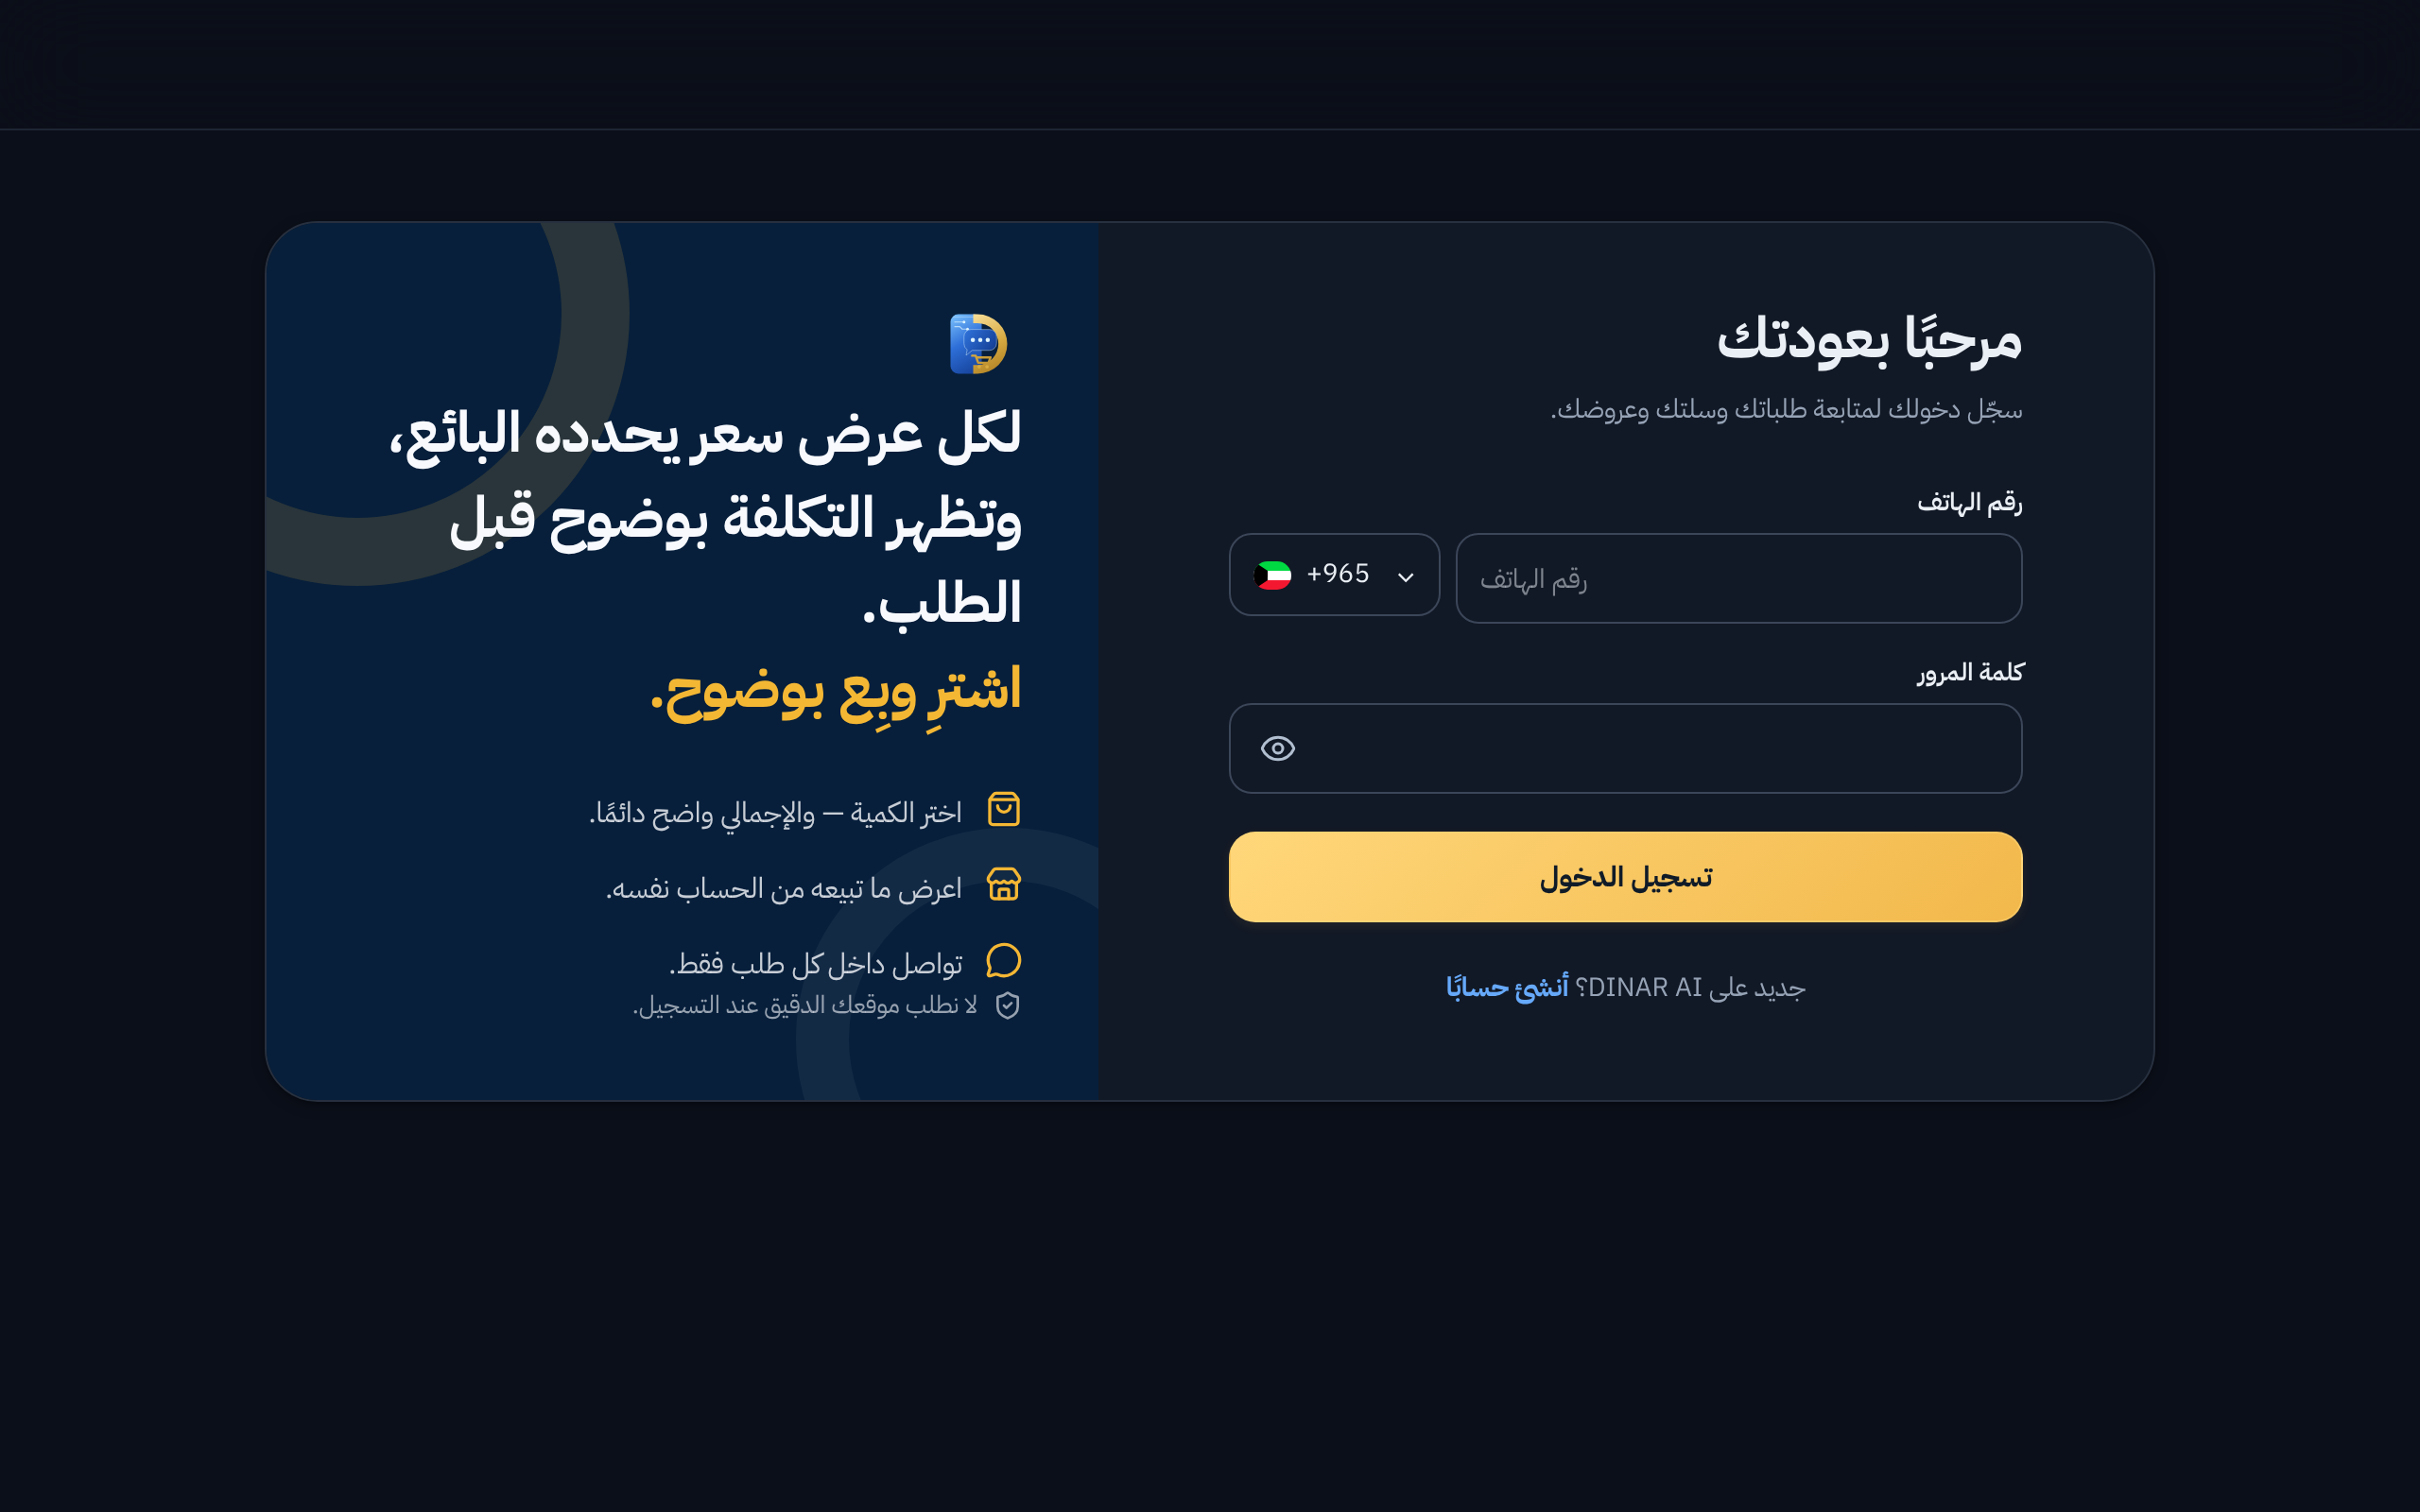 مرحبًا بعودتك
سجّل دخولك لمتابعة طلباتك وسلتك وعروضك.
رقم الهاتف
رقم الهاتف
+965
كلمة المرور
تسجيل الدخول
جديد على DINAR AI؟ أنشئ حسابًا
لكل عرض سعر يحدده البائع،
وتظهر التكلفة بوضوح قبل
الطلب.
اشترِ وبِع بوضوح.
اختر الكمية — والإجمالي واضح دائمًا.
اعرض ما تبيعه من الحساب نفسه.
تواصل داخل كل طلب فقط.
لا نطلب موقعك الدقيق عند التسجيل.